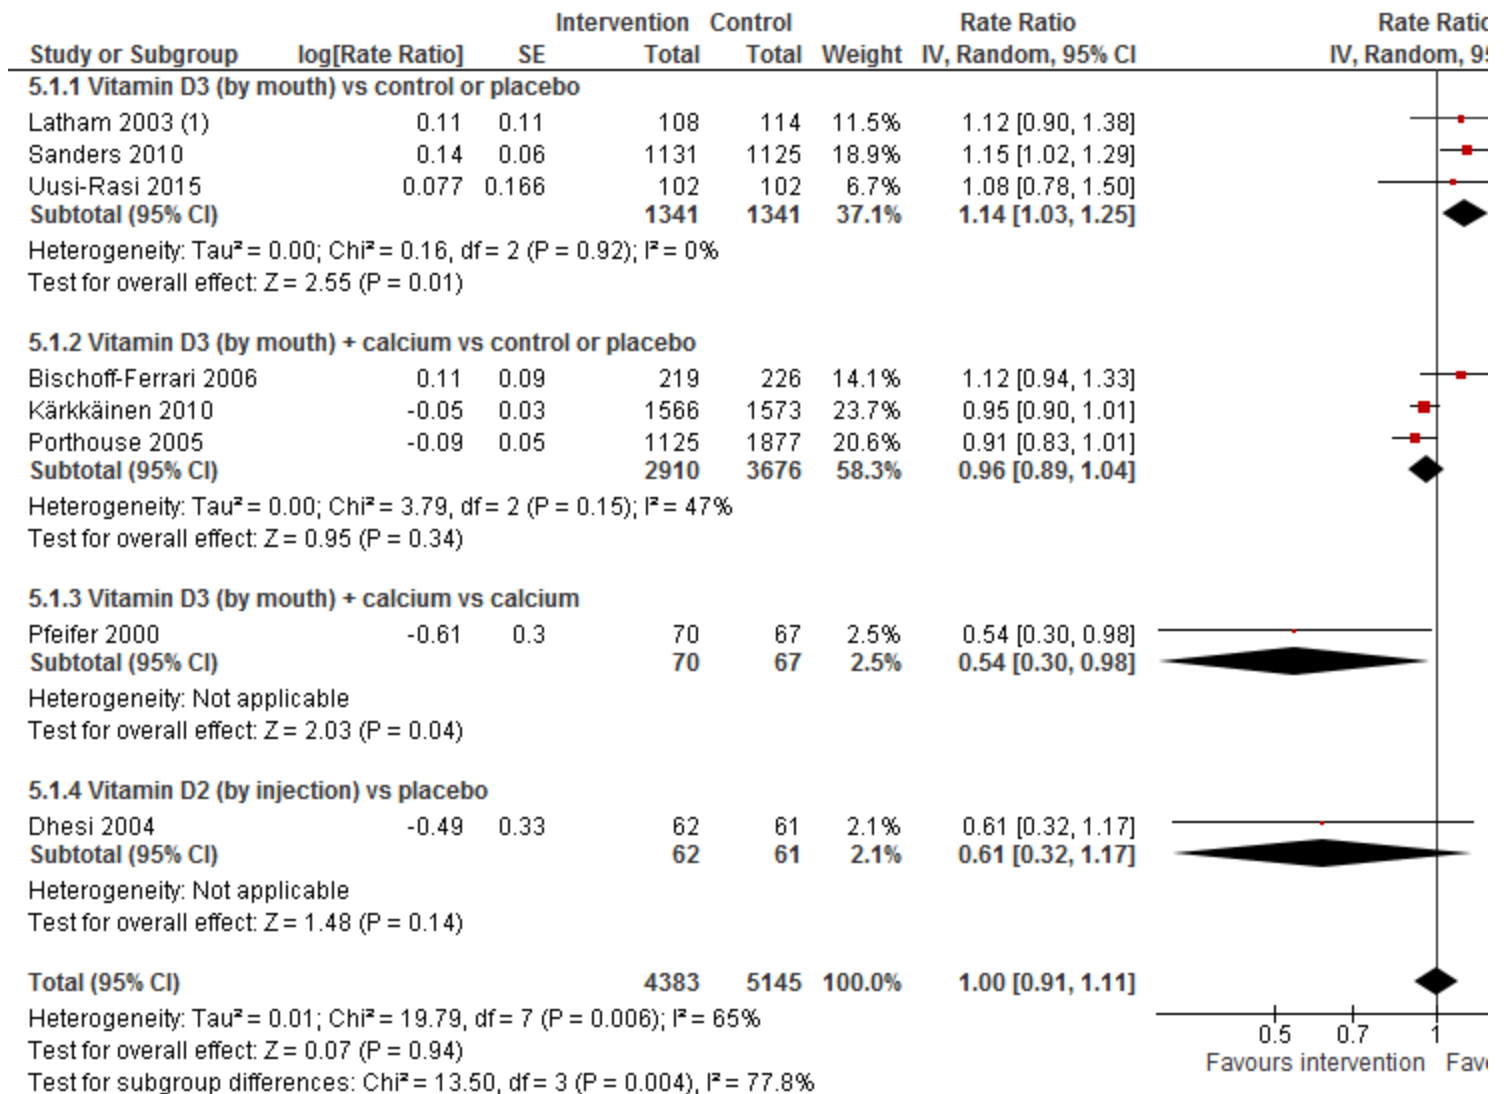 Intervention Control Rate Ratio Rate Ratio
Study or Subgroup log[Rate Ratio] SE Total Total Weight IV, Random, 95% CI IV, Random, 95
5.1.1 Vitamin D3 (by mouth) vs control or placebo
Latham 2003 (1) 0.11 0.11 108 114 11.5% 1.12 [0.90, 1.38]
Sanders 2010 0.14 0.06 1131 1125 18.9% 1.15 [1.02, 1.29]
Uusi-Rasi 2015 0.077 0.166 102 102 6.7% 1.08 [0.78, 1.50]
Subtotal (95% CI) 1341 1341 37.1% 1.14 [1.03, 1.25]
Heterogeneity: Tau² = 0.00; Chi² = 0.16, df = 2 (P = 0.92); I² = 0%
Test for overall effect: Z = 2.55 (P = 0.01)
5.1.2 Vitamin D3 (by mouth) + calcium vs control or placebo
Bischoff-Ferrari 2006 0.11 0.09 219 226 14.1% 1.12 [0.94, 1.33]
Kärkkäinen 2010 -0.05 0.03 1566 1573 23.7% 0.95 [0.90, 1.01]
Porthouse 2005 -0.09 0.05 1125 1877 20.6% 0.91 [0.83, 1.01]
Subtotal (95% CI) 2910 3676 58.3% 0.96 [0.89, 1.04]
Heterogeneity: Tau² = 0.00; Chi² = 3.79, df = 2 (P = 0.15); I² = 47%
Test for overall effect: Z = 0.95 (P = 0.34)
5.1.3 Vitamin D3 (by mouth) + calcium vs calcium
Pfeifer 2000 -0.61 0.3 70 67 2.5% 0.54 [0.30, 0.98]
Subtotal (95% CI) 70 67 2.5% 0.54 [0.30, 0.98]
Heterogeneity: Not applicable
Test for overall effect: Z = 2.03 (P = 0.04)
5.1.4 Vitamin D2 (by injection) vs placebo
Dhesi 2004 -0.49 0.33 62 61 2.1% 0.61 [0.32, 1.17]
Subtotal (95% CI) 62 61 2.1% 0.61 [0.32, 1.17]
Heterogeneity: Not applicable
Test for overall effect: Z = 1.48 (P = 0.14)
Total (95% CI) 4383 5145 100.0% 1.00 [0.91, 1.11]
Heterogeneity: Tau² = 0.01; Chi² = 19.79, df = 7 (P = 0.006); I² = 65%
Test for overall effect: Z = 0.07 (P = 0.94)
Test for subgroup differences: Chi² = 13.50, df = 3 (P = 0.004), I² = 77.8%
0.5 0.7 1
Favours intervention Favo